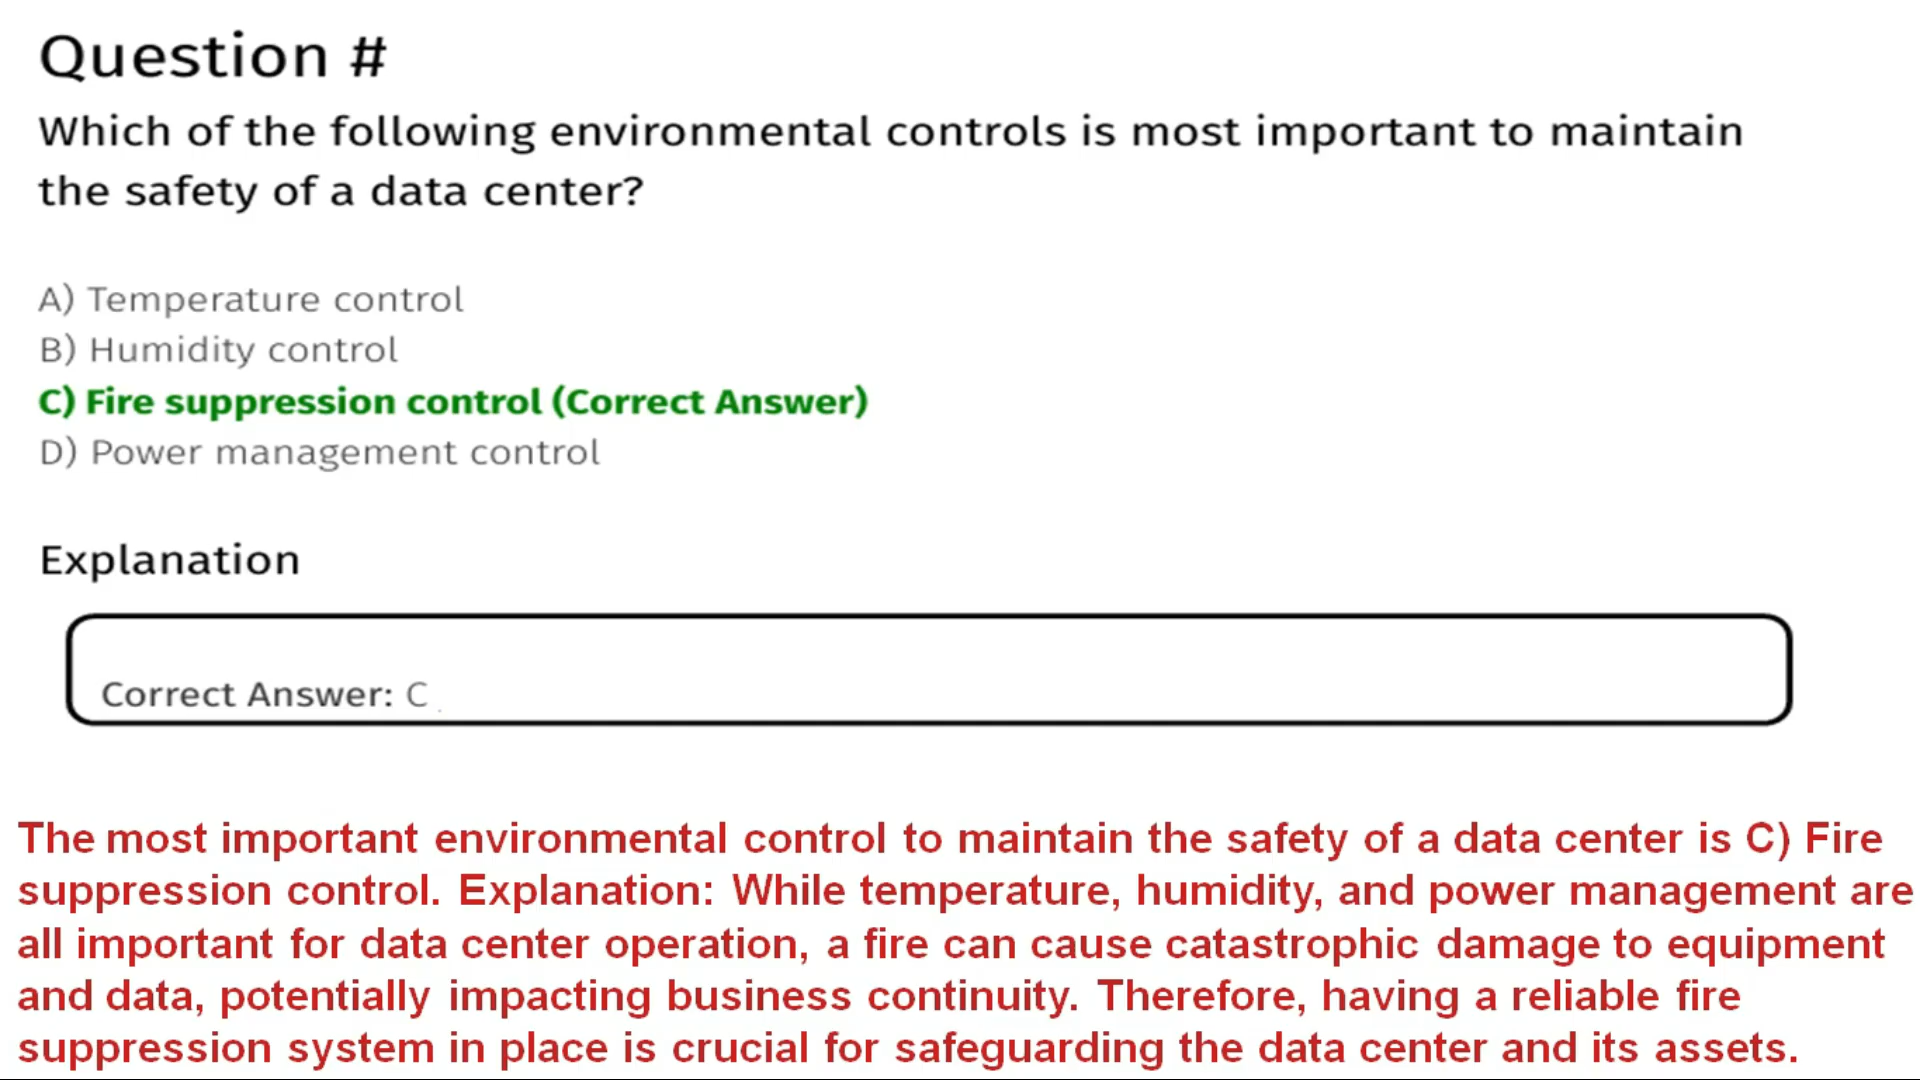 Question #
Which of the following environmental controls is most important to maintain
the safety of a data center?
A) Temperature control
B) Humidity control
C) Fire suppression control (Correct Answer)
D) Power management control
Explanation
Correct Answer: C
The most important environmental control to maintain the safety of a data center is C) Fire
suppression control. Explanation: While temperature, humidity, and power management are
all important for data center operation, a fire can cause catastrophic damage to equipment
and data, potentially impacting business continuity. Therefore, having a reliable fire
suppression system in place is crucial for safeguarding the data center and its assets.